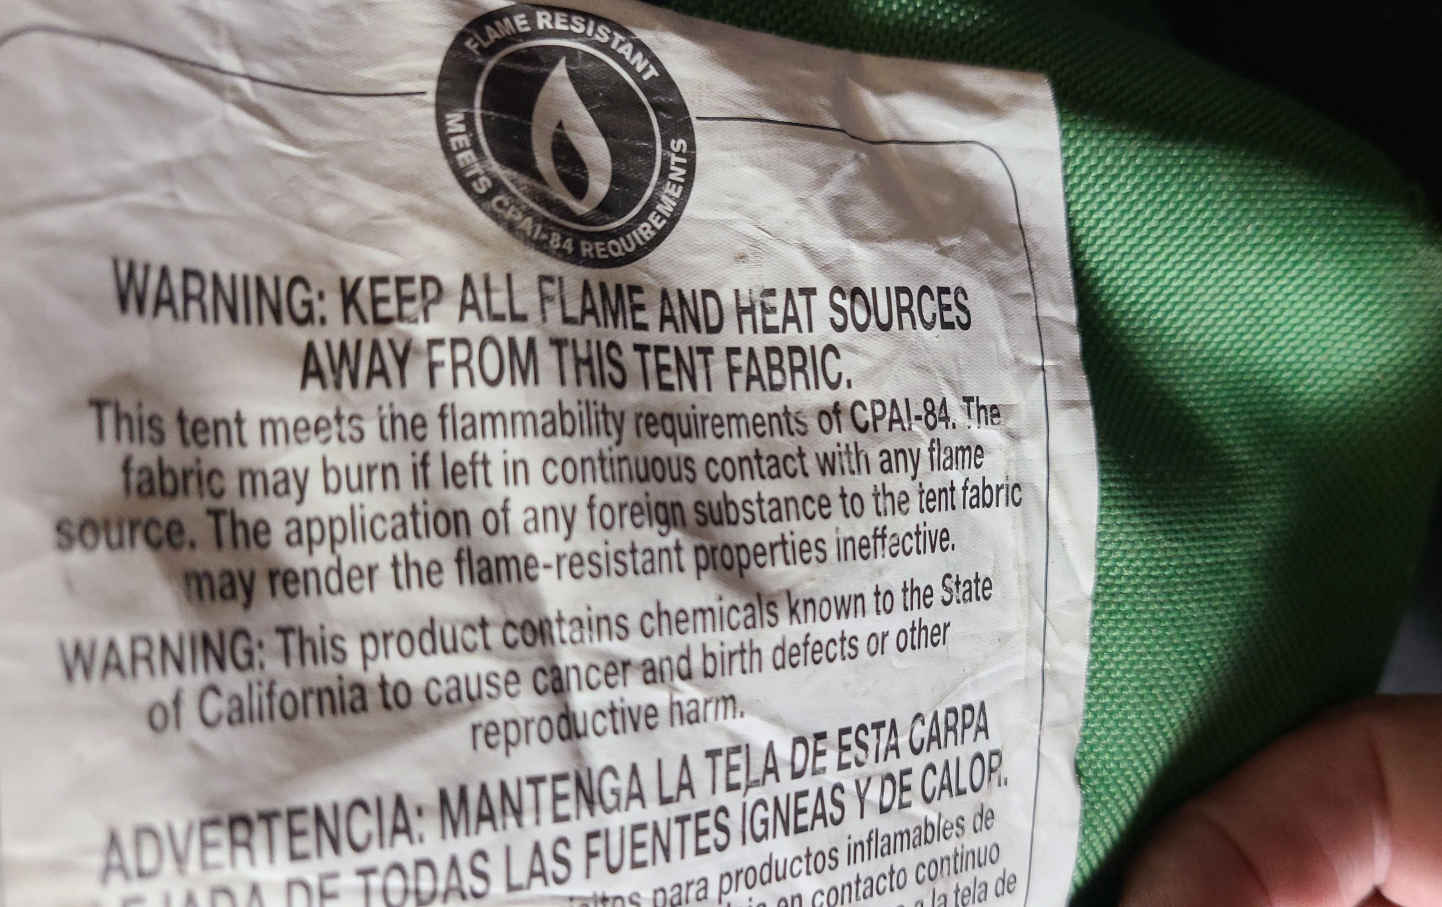 FLAME RESISTANT
MEETS CPAI-84 REQUIREMENTS
WARNING: KEEP ALL FLAME AND HEAT SOURCES
AWAY FROM THIS TENT FABRIC.
This tent meets the flammability requirements of CPAI-84. The
fabric may burn if left in continuous contact with any flame
source. The application of any foreign substance to the tent fabric
may render the flame-resistant properties ineffective.
WARNING: This product contains chemicals known to the State
of California to cause cancer and birth defects or other
reproductive harm.
ADVERTENCIA: MANTENGA LA TELA DE ESTA CARPA
DE TODAS LAS FUENTES ÍGNEAS Y DE CALOR.
para productos inflamables de
en contacto continuo
a la tela de